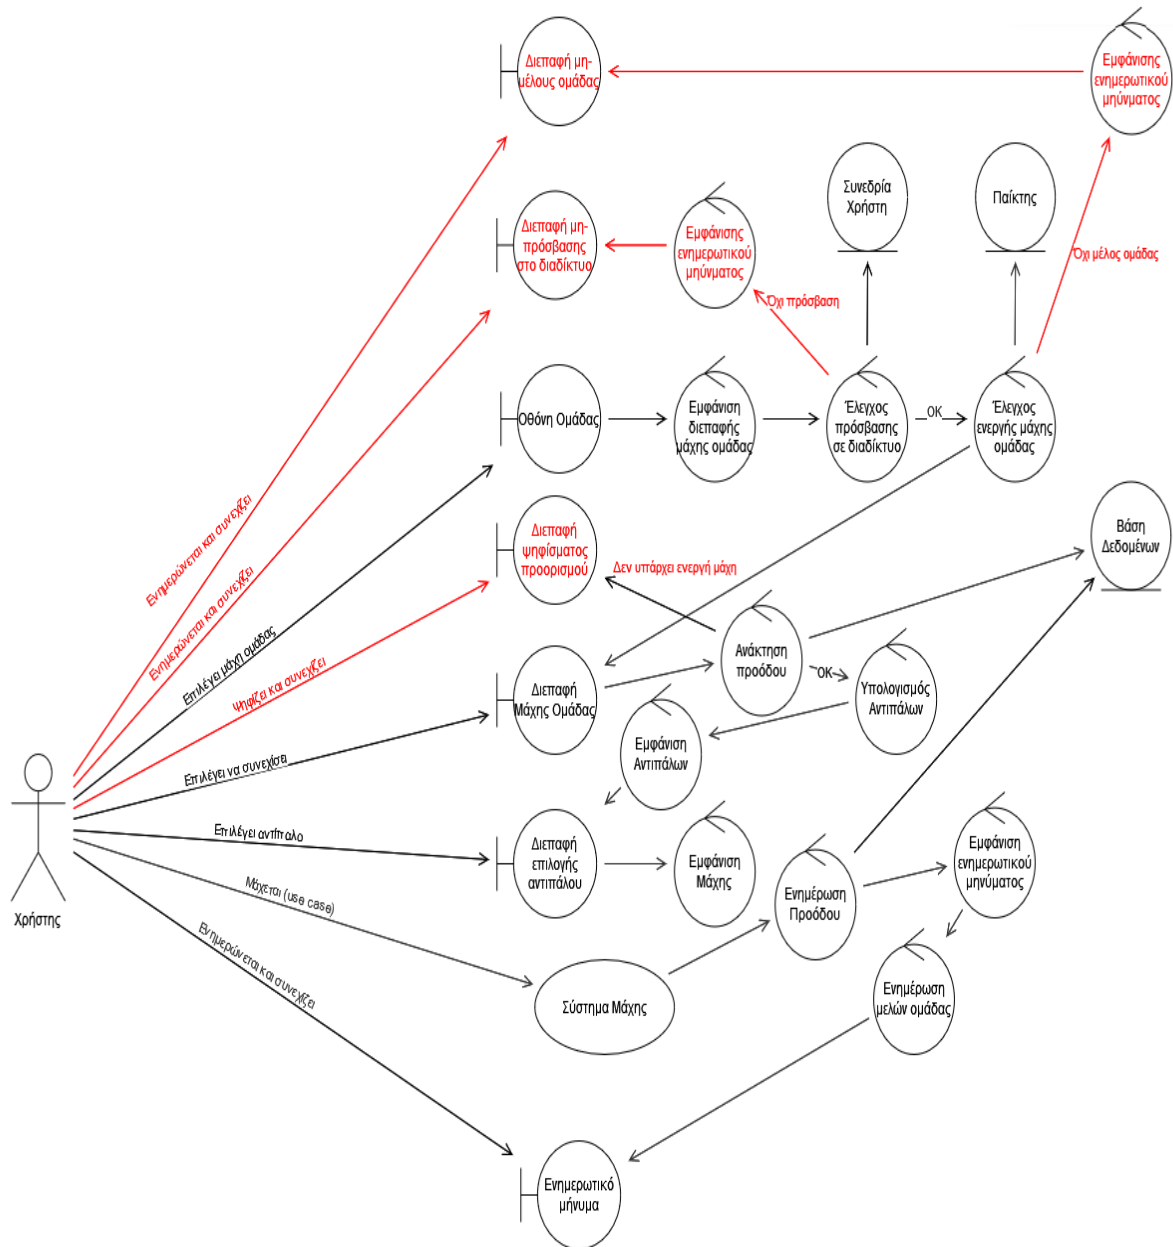 Διεπαφή μη-
μέλους ομάδας
Εμφάνισης
ενημερωτικού
μηύνματος
Συνεδρία
Χρήστη
Παίκτης
Διεπαφή μη-
πρόσβασης
στο διαδίκτυο
Εμφάνισης
ενημερωτικού
μηύνματος
Όχι μέλος ομάδας
Όχι πρόσβαση
Οθόνη Ομάδας
Εμφάνιση
διεπαφής
μάχης ομάδας
Έλεγχος
πρόσβασης
σε διαδίκτυο
OK
Έλεγχος
ενεργής μάχης
ομάδας
Ενημερώνεται και συνεχίζει
Ενημερώνεται και συνεχίζει
Επιλέγει μάχη ομάδας
Ψηφίζει και συνεχίζει
Διεπαφή
ψηφίσματος
προορισμού
Δεν υπάρχει ενεργή μάχη
Βάση
Δεδομένων
Ανάκτηση
προόδου
OK
Υπολογισμός
Αντιπάλων
Διεπαφή
Μάχης Ομάδας
Εμφάνιση
Αντιπάλων
Επιλέγει να συνεχίσει
Επιλέγει αντίπαλο
Διεπαφή
επιλογής
αντιπάλου
Εμφάνιση
Μάχης
Ενημέρωση
Προόδου
Εμφάνιση
ενημερωτικού
μηνύματος
Χρήστης
Μάχεται (use case)
Ενημερώνεται και συνεχίζει
Σύστημα Μάχης
Ενημέρωση
μελών ομάδας
Ενημερωτικό
μήνυμα